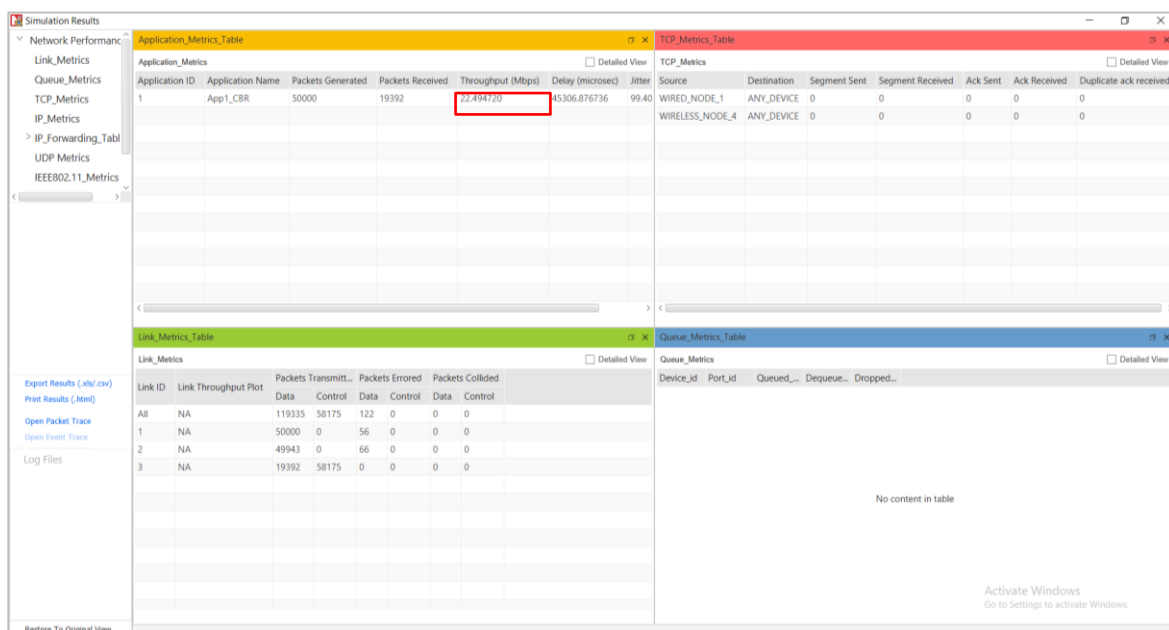 Simulation Results
Network Performanc
Link_Metrics
Queue_Metrics
TCP_Metrics
IP_Metrics
IP_Forwarding_Tabl
UDP Metrics
IEEE802.11_Metrics
Export Results (.xls/.csv)
Print Results (.html)
Open Packet Trace
Open Event Trace
Log Files
Restore To Original View
Application_Metrics_Table
Application_Metrics Detailed View
Application ID Application Name Packets Generated Packets Received Throughput (Mbps) Delay (microsec) Jitter
1 App1_CBR 50000 19392 22.494720 45306.876736 99.40
TCP_Metrics_Table
TCP_Metrics Detailed View
Source Destination Segment Sent Segment Received Ack Sent Ack Received Duplicate ack received
WIRED_NODE_1 ANY_DEVICE 0 0 0 0 0
WIRELESS_NODE_4 ANY_DEVICE 0 0 0 0 0
Link_Metrics_Table
Link_Metrics Detailed View
Link ID Link Throughput Plot Packets Transmitt... Packets Errored Packets Collided
Data Control Data Control Data Control
All NA 119335 58175 122 0 0 0
1 NA 50000 0 56 0 0 0
2 NA 49943 0 66 0 0 0
3 NA 19392 58175 0 0 0 0
Queue_Metrics_Table
Queue_Metrics Detailed View
Device_id Port_id Queued_... Dequeue... Dropped...
No content in table
Activate Windows
Go to Settings to activate Windows.